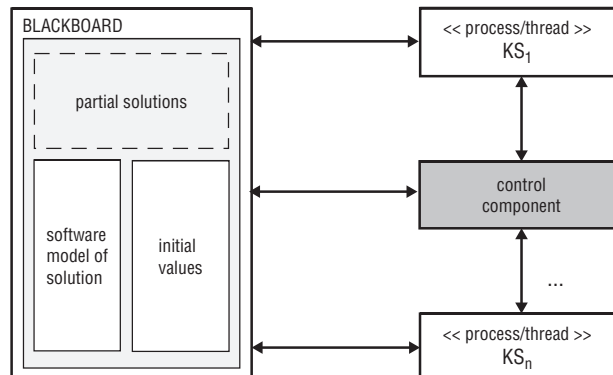 BLACKBOARD
partial solutions
software
model of
solution
initial
values
<< process/thread >>
KS₁
control
component
...
<< process/thread >>
KSₙ